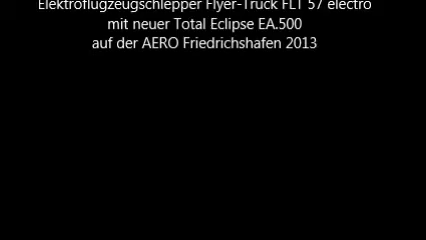 Elektroflugzeugschlepper Flyer-Truck FLT 57 electro
mit neuer Total Eclipse EA.500
auf der AERO Friedrichshafen 2013